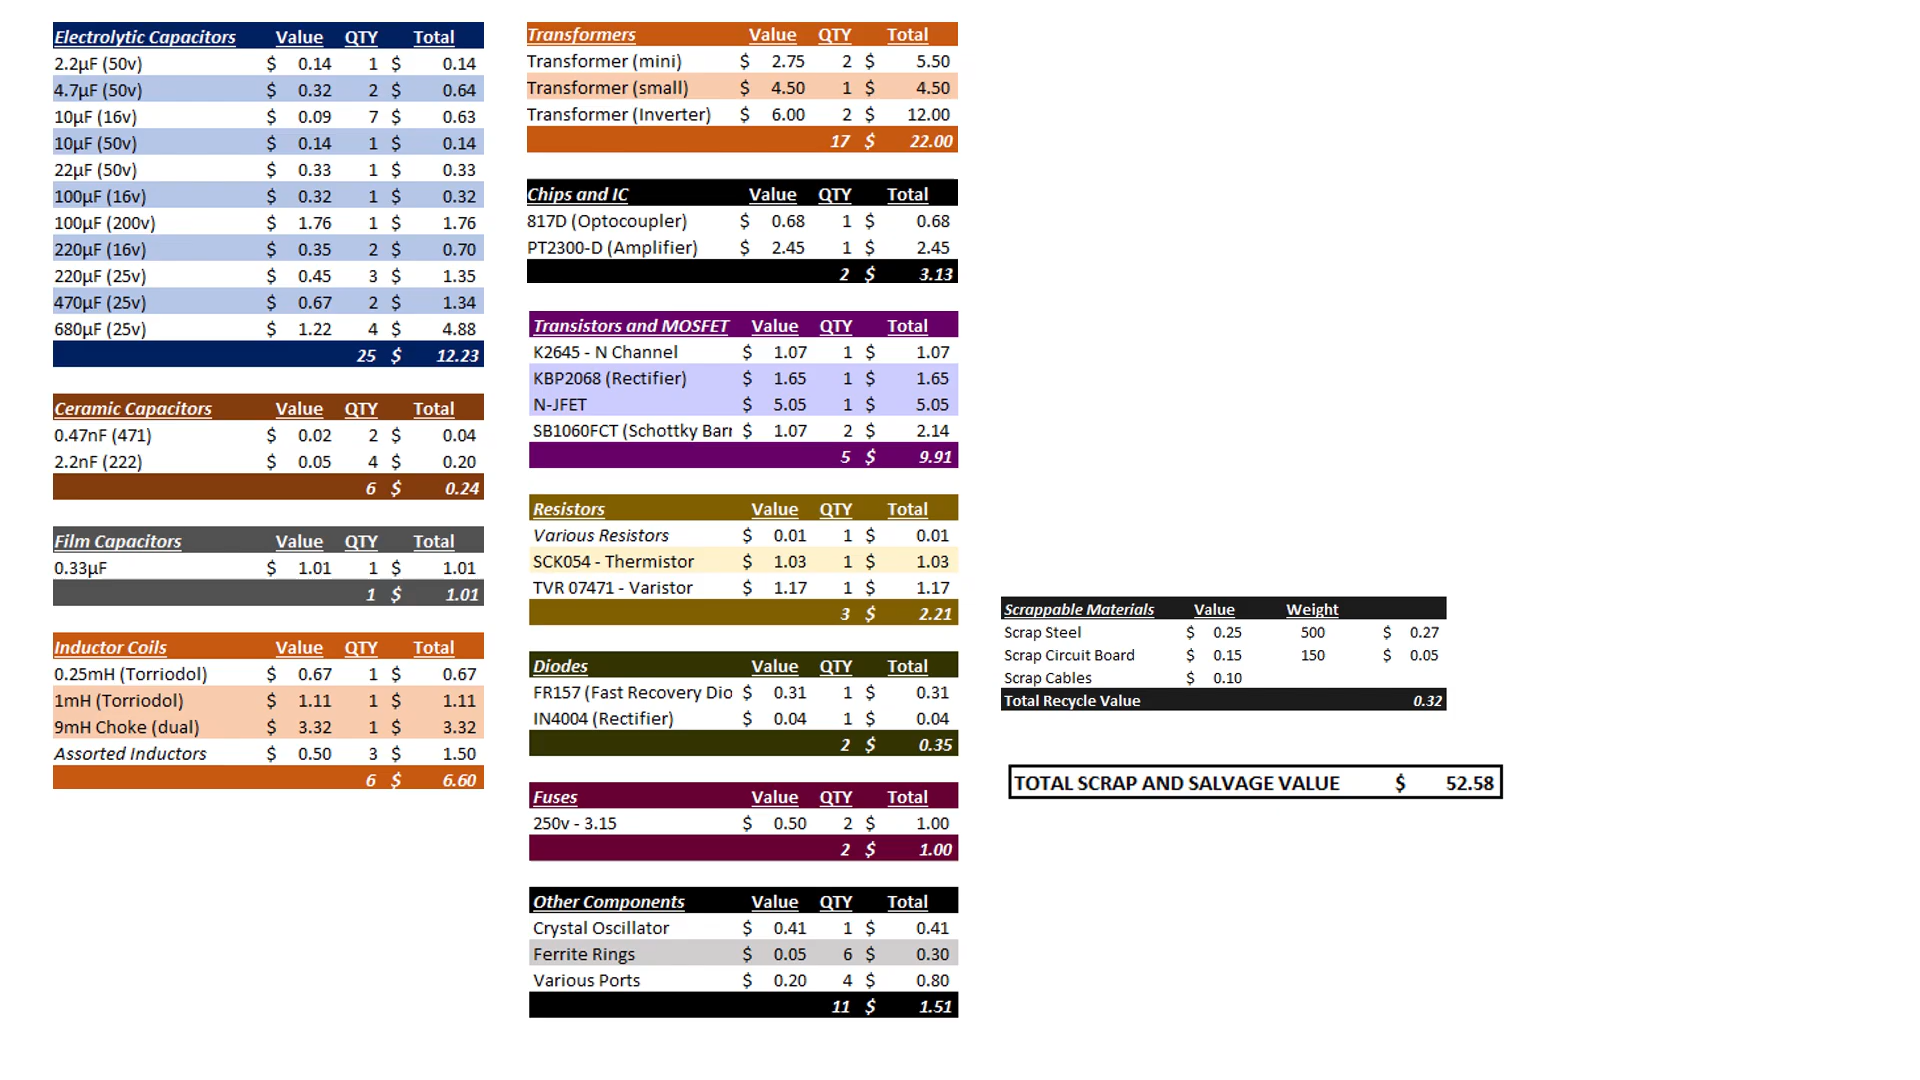 Electrolytic Capacitors Value QTY Total
2.2µF (50v) $ 0.14 1 $ 0.14
4.7µF (50v) $ 0.32 2 $ 0.64
10µF (16v) $ 0.09 7 $ 0.63
10µF (50v) $ 0.14 1 $ 0.14
22µF (50v) $ 0.33 1 $ 0.33
100µF (16v) $ 0.32 1 $ 0.32
100µF (200v) $ 1.76 1 $ 1.76
220µF (16v) $ 0.35 2 $ 0.70
220µF (25v) $ 0.45 3 $ 1.35
470µF (25v) $ 0.67 2 $ 1.34
680µF (25v) $ 1.22 4 $ 4.88
25 $ 12.23
Ceramic Capacitors Value QTY Total
0.47nF (471) $ 0.02 2 $ 0.04
2.2nF (222) $ 0.05 4 $ 0.20
6 $ 0.24
Film Capacitors Value QTY Total
0.33µF $ 1.01 1 $ 1.01
1 $ 1.01
Inductor Coils Value QTY Total
0.25mH (Torriodol) $ 0.67 1 $ 0.67
1mH (Torriodol) $ 1.11 1 $ 1.11
9mH Choke (dual) $ 3.32 1 $ 3.32
Assorted Inductors $ 0.50 3 $ 1.50
6 $ 6.60
Transformers Value QTY Total
Transformer (mini) $ 2.75 2 $ 5.50
Transformer (small) $ 4.50 1 $ 4.50
Transformer (Inverter) $ 6.00 2 $ 12.00
17 $ 22.00
Chips and IC Value QTY Total
817D (Optocoupler) $ 0.68 1 $ 0.68
PT2300-D (Amplifier) $ 2.45 1 $ 2.45
2 $ 3.13
Transistors and MOSFET Value QTY Total
K2645 - N Channel $ 1.07 1 $ 1.07
KBP2068 (Rectifier) $ 1.65 1 $ 1.65
N-JFET $ 5.05 1 $ 5.05
SB1060FCT (Schottky Barr $ 1.07 2 $ 2.14
5 $ 9.91
Resistors Value QTY Total
Various Resistors $ 0.01 1 $ 0.01
SCK054 - Thermistor $ 1.03 1 $ 1.03
TVR 07471 - Varistor $ 1.17 1 $ 1.17
3 $ 2.21
Diodes Value QTY Total
FR157 (Fast Recovery Dio $ 0.31 1 $ 0.31
IN4004 (Rectifier) $ 0.04 1 $ 0.04
2 $ 0.35
Fuses Value QTY Total
250v - 3.15 $ 0.50 2 $ 1.00
2 $ 1.00
Other Components Value QTY Total
Crystal Oscillator $ 0.41 1 $ 0.41
Ferrite Rings $ 0.05 6 $ 0.30
Various Ports $ 0.20 4 $ 0.80
11 $ 1.51
Scrappable Materials Value Weight
Scrap Steel $ 0.25 500 $ 0.27
Scrap Circuit Board $ 0.15 150 $ 0.05
Scrap Cables $ 0.10
Total Recycle Value 0.32
TOTAL SCRAP AND SALVAGE VALUE $ 52.58